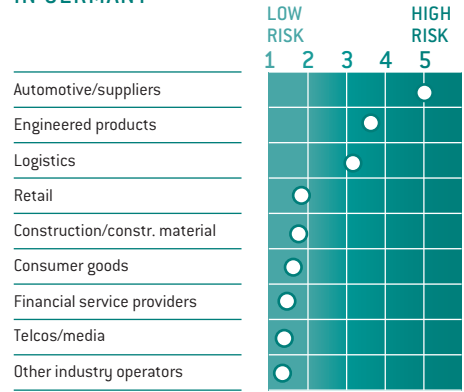 IN GERMANY
LOW HIGH
RISK RISK
1 2 3 4 5
Automotive/suppliers
Engineered products
Logistics
Retail
Construction/constr. material
Consumer goods
Financial service providers
Telcos/media
Other industry operators